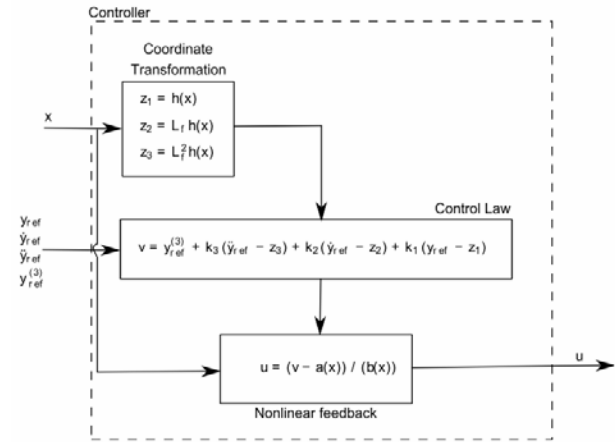 Controller
Coordinate
Transformation
z₁ = h(x)
z₂ = L_f h(x)
z₃ = L_f² h(x)
x
Control Law
y_ref
ẏ_ref
ÿ_ref
y_ref^(3)
v = y_ref^(3) + k₃ (ÿ_ref − z₃) + k₂ (ẏ_ref − z₂) + k₁ (y_ref − z₁)
u = (v − a(x)) / (b(x))
u
Nonlinear feedback